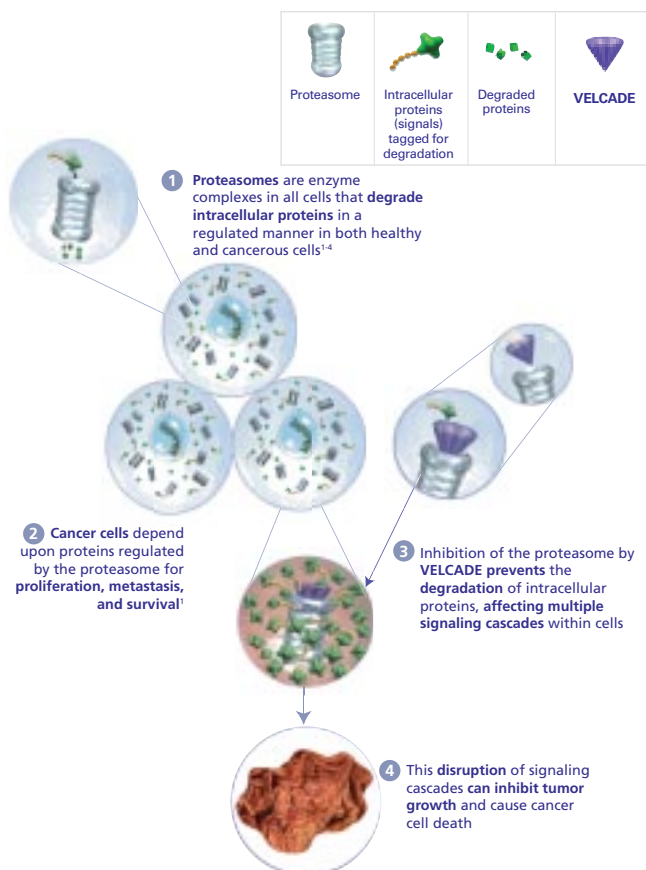 Proteasome
Intracellular
proteins
(signals)
tagged for
degradation
Degraded
proteins
VELCADE
1 Proteasomes are enzyme
complexes in all cells that degrade
intracellular proteins in a
regulated manner in both healthy
and cancerous cells1-4
2 Cancer cells depend
upon proteins regulated
by the proteasome for
proliferation, metastasis,
and survival1
3 Inhibition of the proteasome by
VELCADE prevents the
degradation of intracellular
proteins, affecting multiple
signaling cascades within cells
4 This disruption of signaling
cascades can inhibit tumor
growth and cause cancer
cell death